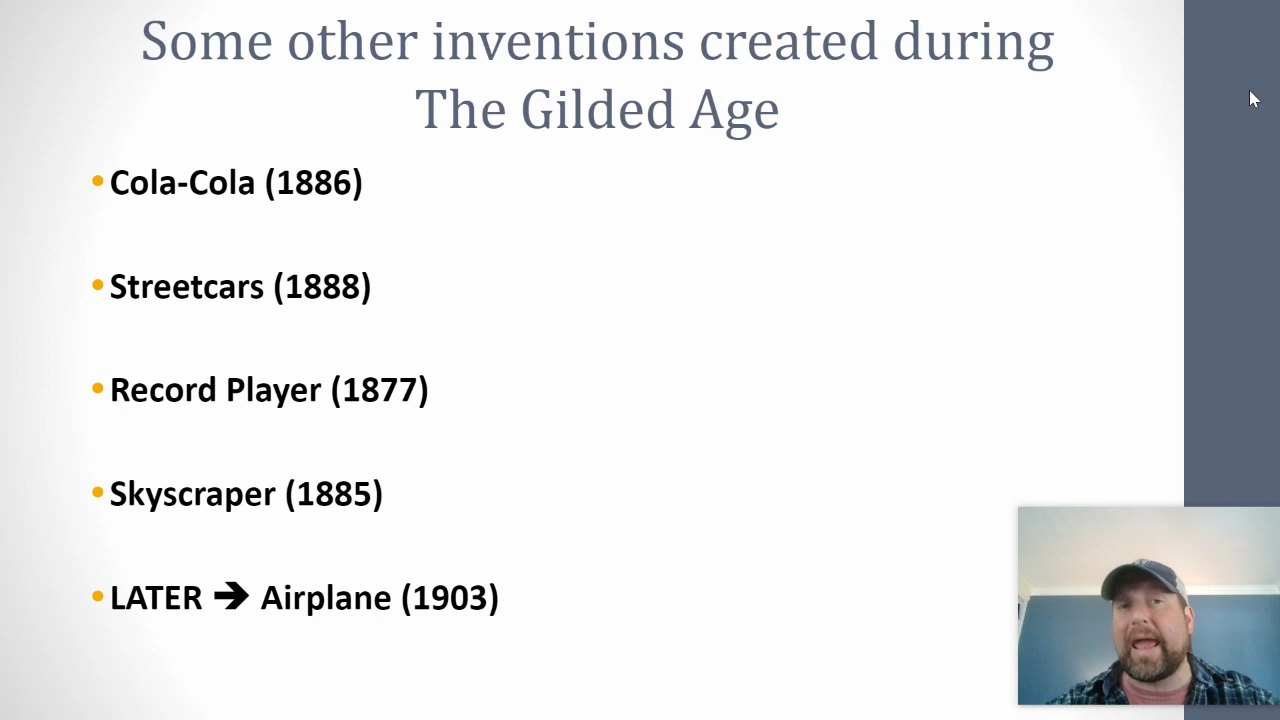 Some other inventions created during
The Gilded Age
• Cola-Cola (1886)
• Streetcars (1888)
• Record Player (1877)
• Skyscraper (1885)
• LATER 🡺 Airplane (1903)